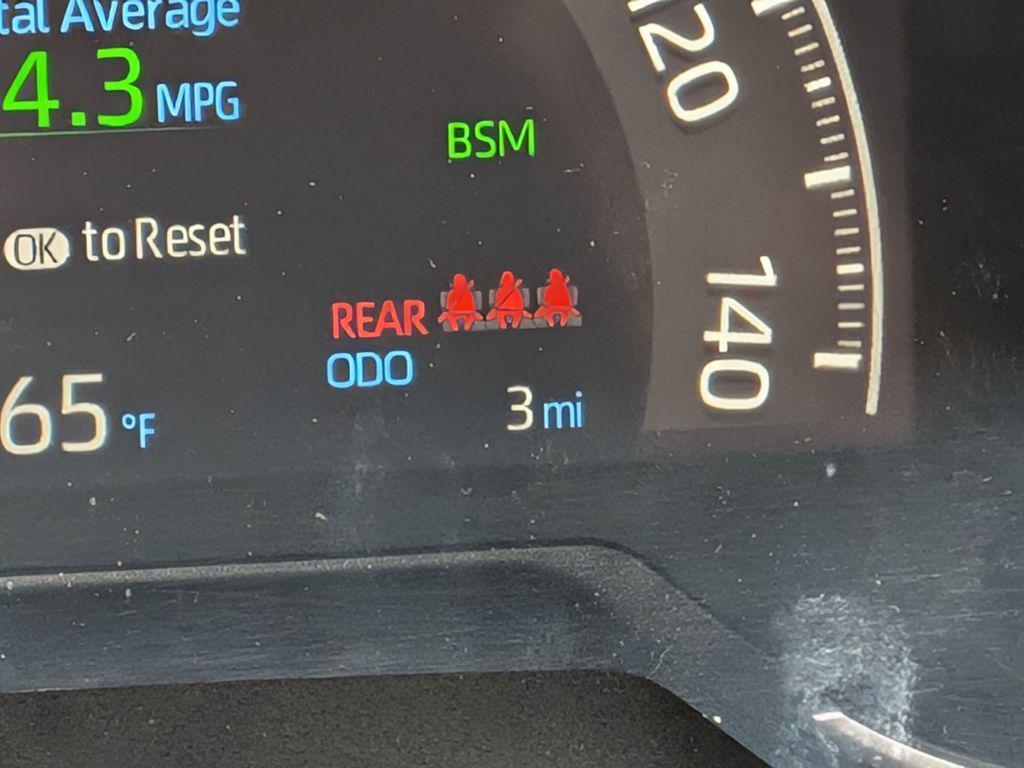 tal Average
4.3 MPG
BSM
OK to Reset
REAR
ODO
65 °F
3 mi
120
140